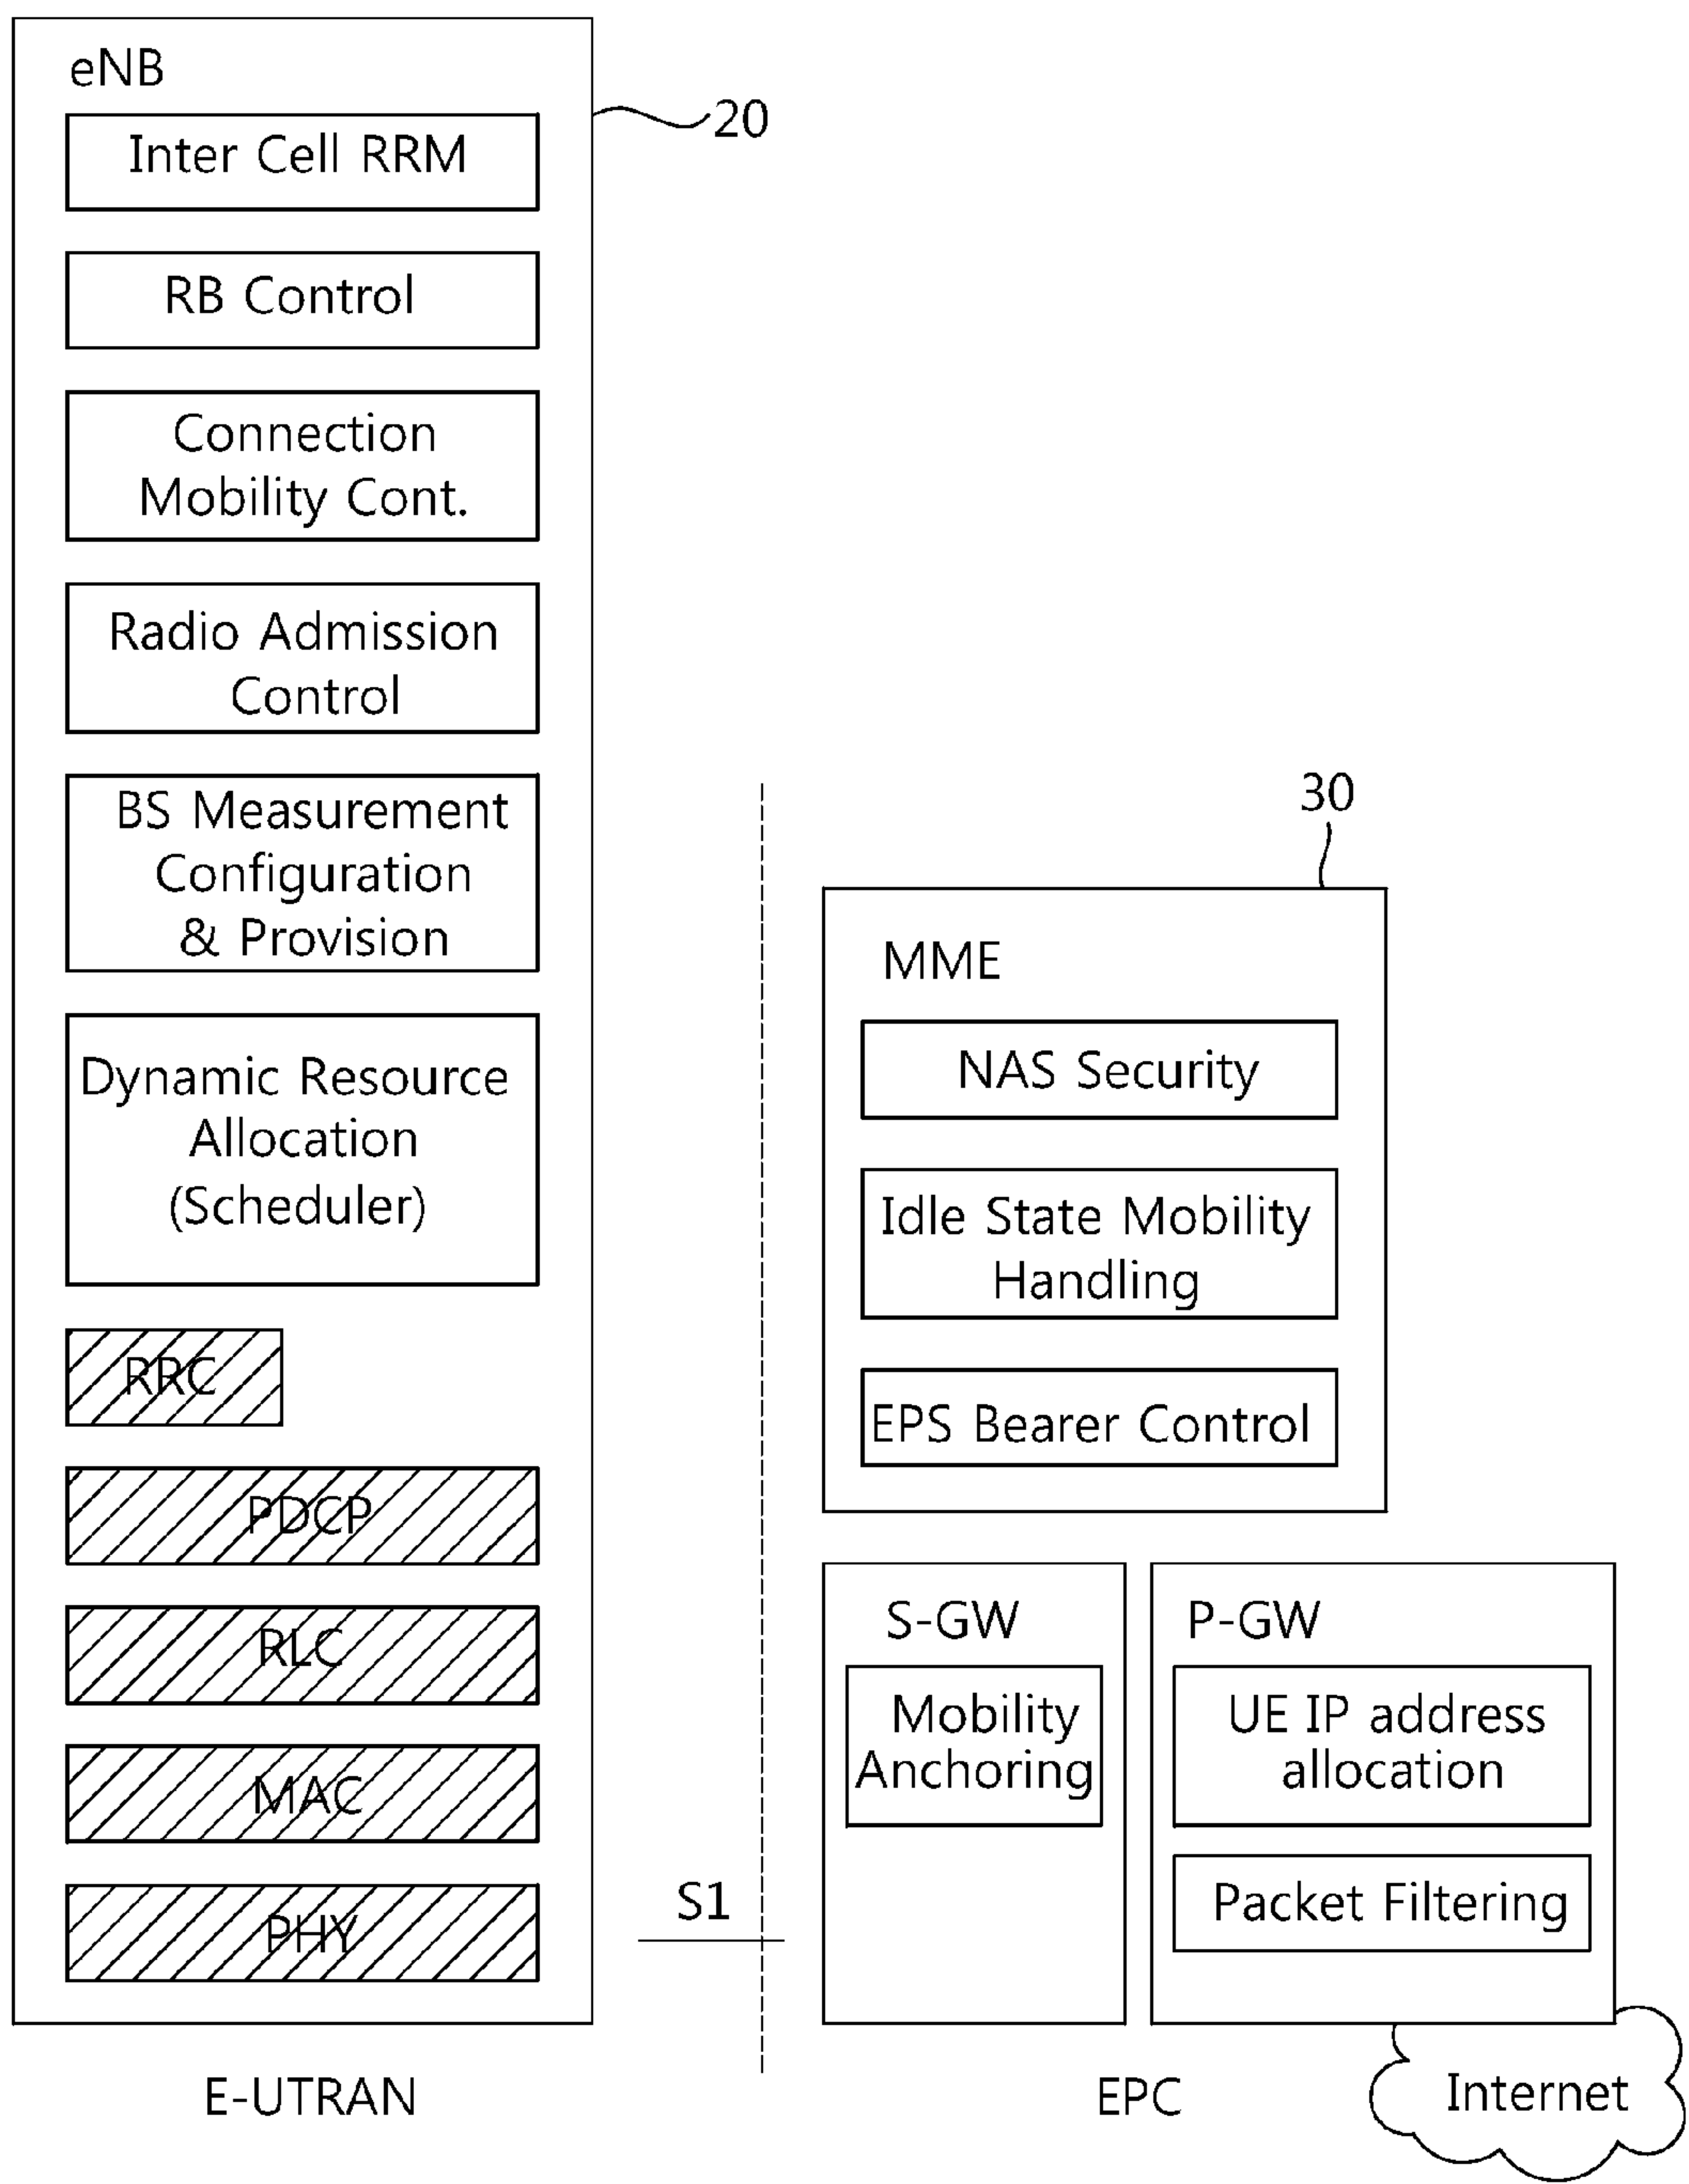 eNB
20
Inter Cell RRM
RB Control
Connection
Mobility Cont.
Radio Admission
Control
BS Measurement
Configuration
& Provision
Dynamic Resource
Allocation
(Scheduler)
RRC
PDCP
RLC
MAC
PHY
E-UTRAN
S1
30
MME
NAS Security
Idle State Mobility
Handling
EPS Bearer Control
S-GW
Mobility
Anchoring
P-GW
UE IP address
allocation
Packet Filtering
EPC
Internet